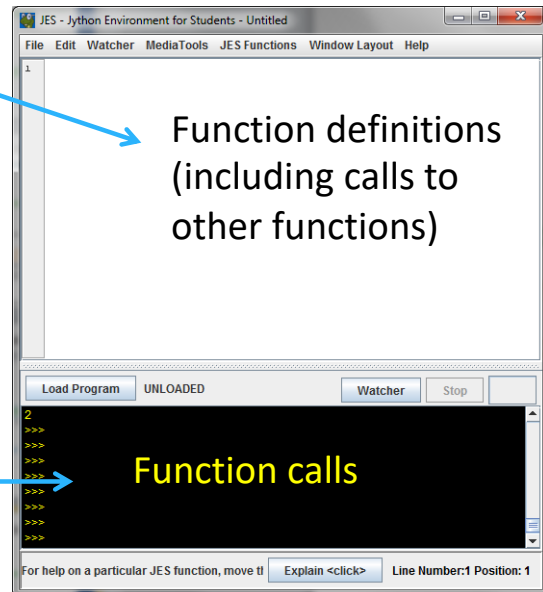 JES - Jython Environment for Students - Untitled
File Edit Watcher MediaTools JES Functions Window Layout Help
1
Function definitions
(including calls to
other functions)
Load Program UNLOADED Watcher Stop
2
>>>
>>>
>>>
>>>
>>>
>>>
>>>
>>>
Function calls
For help on a particular JES function, move tl Explain <click> Line Number:1 Position: 1